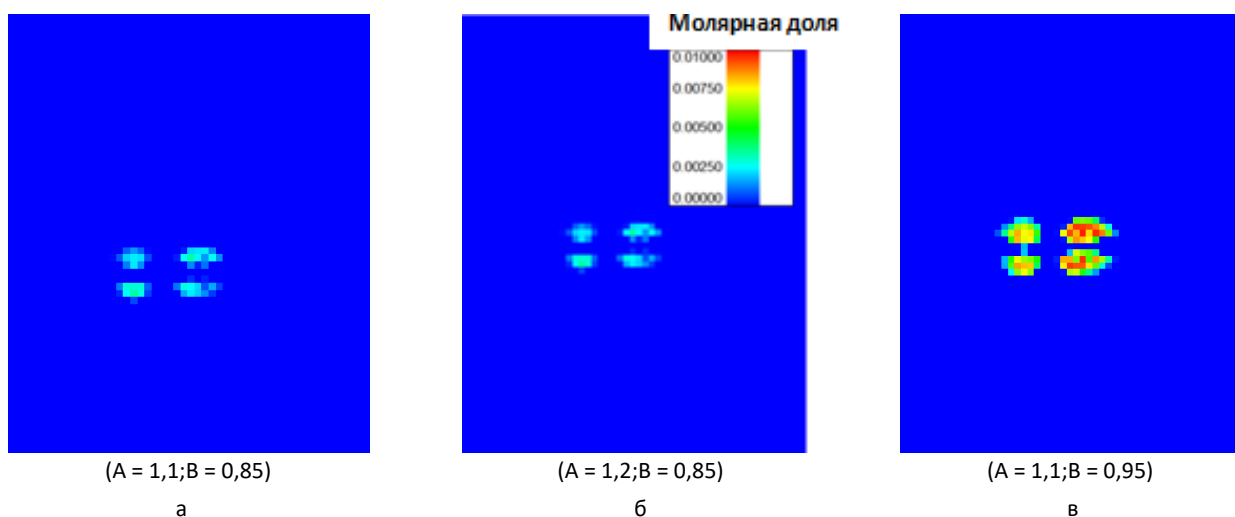 Молярная доля
0.01000
0.00750
0.00500
0.00250
0.00000
(А = 1,1;В = 0,85)
(А = 1,2;В = 0,85)
(А = 1,1;В = 0,95)
а
б
в